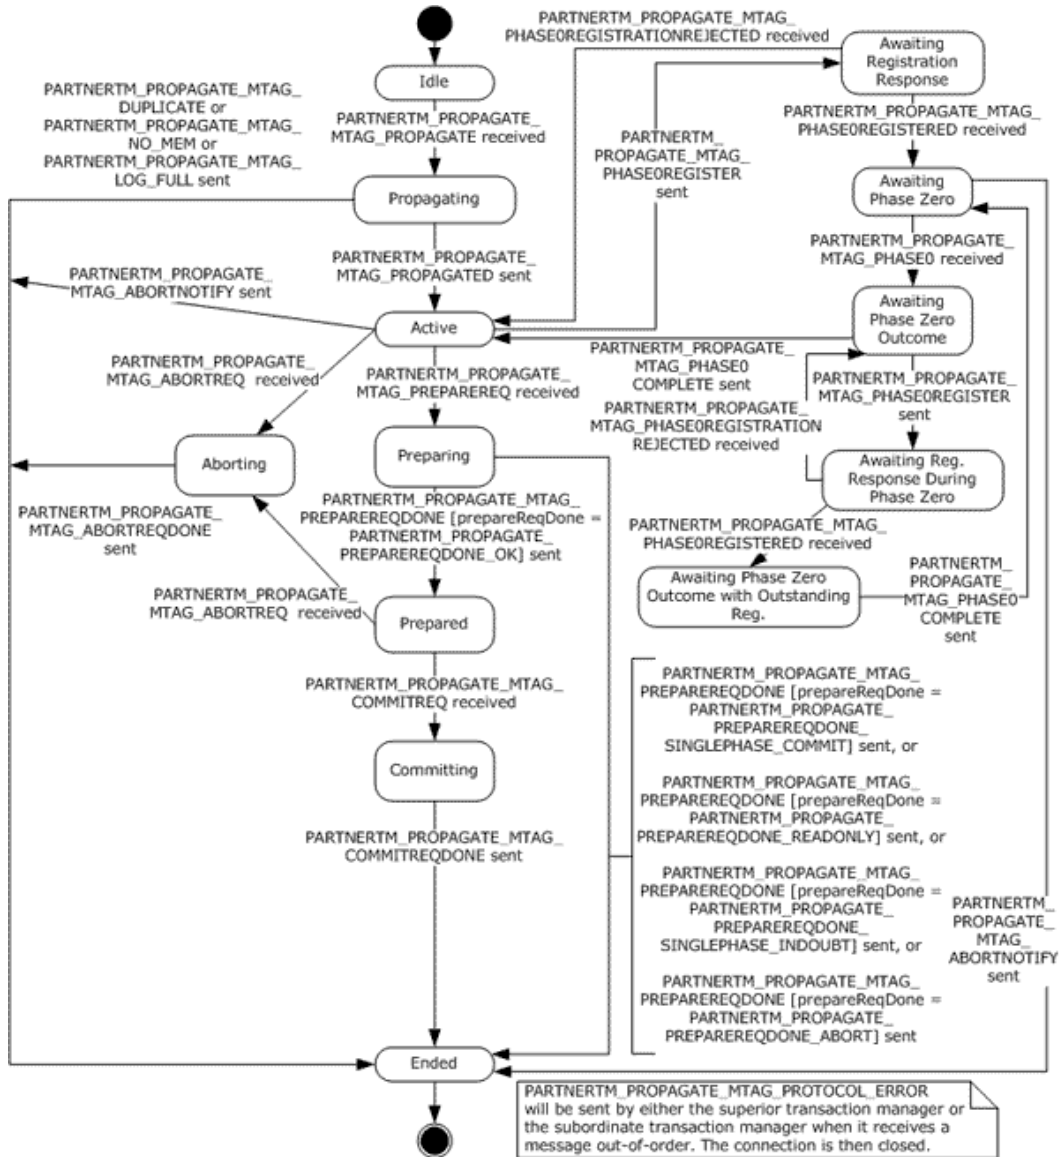 PARTNERTM_PROPAGATE_MTAG_
PHASE0REGISTRATIONREJECTED received
Awaiting
Registration
Response
Idle
PARTNERTM_PROPAGATE_MTAG_
DUPLICATE or
PARTNERTM_PROPAGATE_MTAG_
NO_MEM or
PARTNERTM_PROPAGATE_MTAG_
LOG_FULL sent
PARTNERTM_PROPAGATE_
MTAG_PROPAGATE received
PARTNERTM_
PROPAGATE_MTAG_
PHASE0REGISTER
sent
PARTNERTM_PROPAGATE_MTAG_
PHASE0REGISTERED received
Propagating
Awaiting
Phase Zero
PARTNERTM_PROPAGATE_
MTAG_PROPAGATED sent
PARTNERTM_PROPAGATE_
MTAG_PHASE0 received
PARTNERTM_PROPAGATE_
MTAG_ABORTNOTIFY sent
Active
Awaiting
Phase Zero
Outcome
PARTNERTM_PROPAGATE_
MTAG_ABORTREQ received
PARTNERTM_PROPAGATE_
MTAG_PREPAREREQ received
PARTNERTM_PROPAGATE_
MTAG_PHASE0
COMPLETE sent
PARTNERTM_PROPAGATE_
MTAG_PHASE0REGISTER
sent
PARTNERTM_PROPAGATE_
MTAG_PHASE0REGISTRATION
REJECTED received
Aborting
Preparing
Awaiting Reg.
Response During
Phase Zero
PARTNERTM_PROPAGATE_
MTAG_ABORTREQDONE
sent
PARTNERTM_PROPAGATE_MTAG_
PREPAREREQDONE [prepareReqDone =
PARTNERTM_PROPAGATE_
PREPAREREQDONE_OK] sent
PARTNERTM_PROPAGATE_MTAG_
PHASE0REGISTERED received
Awaiting Phase Zero
Outcome with Outstanding
Reg.
PARTNERTM_
PROPAGATE_
MTAG_PHASE0
COMPLETE
sent
PARTNERTM_PROPAGATE_
MTAG_ABORTREQ received
Prepared
PARTNERTM_PROPAGATE_MTAG_
COMMITREQ received
PARTNERTM_PROPAGATE_MTAG_
PREPAREREQDONE [prepareReqDone =
PARTNERTM_PROPAGATE_
PREPAREREQDONE_
SINGLEPHASE_COMMIT] sent, or
Committing
PARTNERTM_PROPAGATE_MTAG_
PREPAREREQDONE [prepareReqDone =
PARTNERTM_PROPAGATE_
PREPAREREQDONE_READONLY] sent, or
PARTNERTM_PROPAGATE_MTAG_
COMMITREQDONE sent
PARTNERTM_PROPAGATE_MTAG_
PREPAREREQDONE [prepareReqDone =
PARTNERTM_PROPAGATE_
PREPAREREQDONE_
SINGLEPHASE_INDOUBT] sent, or
PARTNERTM_
PROPAGATE_
MTAG_
ABORTNOTIFY
sent
PARTNERTM_PROPAGATE_MTAG_
PREPAREREQDONE [prepareReqDone =
PARTNERTM_PROPAGATE_
PREPAREREQDONE_ABORT] sent
Ended
PARTNERTM_PROPAGATE_MTAG_PROTOCOL_ERROR
will be sent by either the superior transaction manager or
the subordinate transaction manager when it receives a
message out-of-order. The connection is then closed.